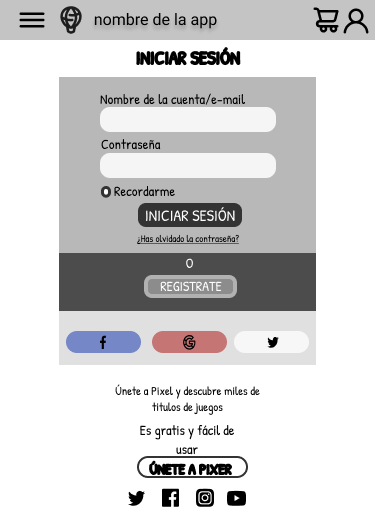 nombre de la app
INICIAR SESIÓN
Nombre de la cuenta/e-mail
Contraseña
Recordarme
INICIAR SESIÓN
¿Has olvidado la contraseña?
O
REGISTRATE
Únete a Pixel y descubre miles de
titulos de juegos
Es gratis y fácil de
usar
ÚNETE A PIXER